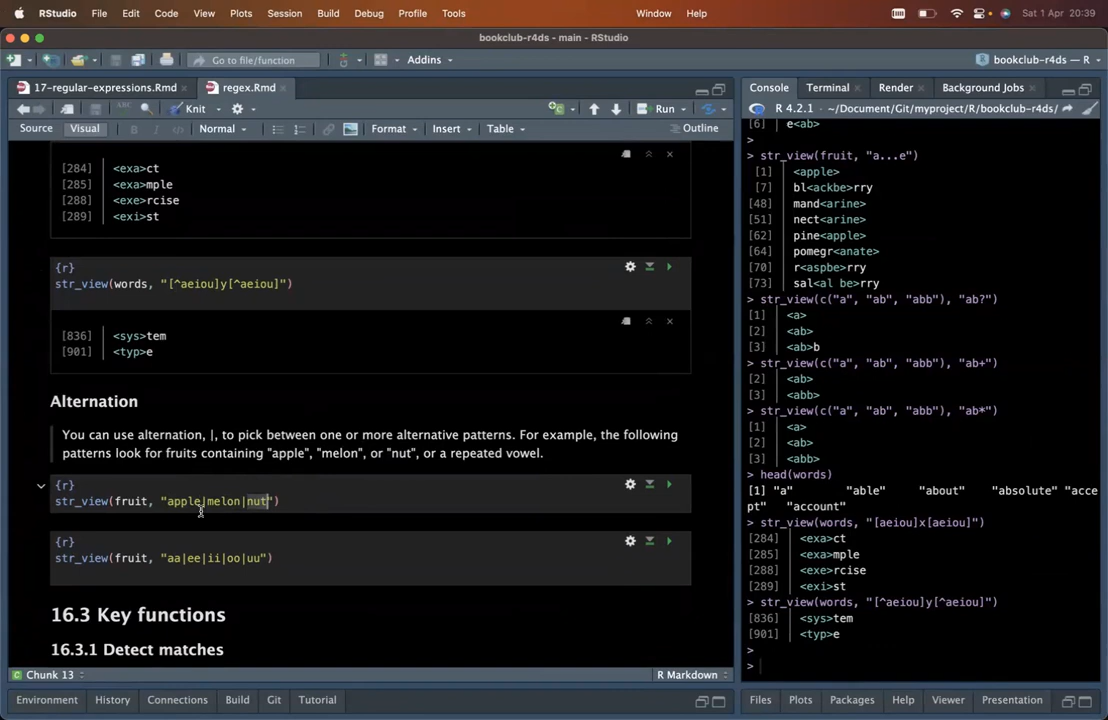 RStudio File Edit Code View Plots Session Build Debug Profile Tools Window Help Sat 1 Apr 20:39
bookclub-r4ds - main - RStudio
Go to file/function Addins bookclub-r4ds — R
17-regular-expressions.Rmd regex.Rmd
Knit Run
Source Visual B I Normal Format Insert Table Outline
[284] <exa>ct
[285] <exa>mple
[288] <exe>rcise
[289] <exi>st
{r}
str_view(words, "[^aeiou]y[^aeiou]")
[836] <sys>tem
[901] <typ>e
Alternation
You can use alternation, |, to pick between one or more alternative patterns. For example, the following
patterns look for fruits containing "apple", "melon", or "nut", or a repeated vowel.
{r}
str_view(fruit, "apple|melon|nut")
{r}
str_view(fruit, "aa|ee|ii|oo|uu")
16.3 Key functions
16.3.1 Detect matches
Chunk 13 R Markdown
Environment History Connections Build Git Tutorial
Console Terminal Render Background Jobs
R 4.2.1 · ~/Document/Git/myproject/R/bookclub-r4ds/
[6] e<ab>
>
> str_view(fruit, "a...e")
[1] <apple>
[7] bl<ackbe>rry
[48] mand<arine>
[51] nect<arine>
[62] pine<apple>
[64] pomegr<anate>
[70] r<aspbe>rry
[73] sal<al be>rry
> str_view(c("a", "ab", "abb"), "ab?")
[1] <a>
[2] <ab>
[3] <ab>b
> str_view(c("a", "ab", "abb"), "ab+")
[2] <ab>
[3] <abb>
> str_view(c("a", "ab", "abb"), "ab*")
[1] <a>
[2] <ab>
[3] <abb>
> head(words)
[1] "a" "able" "about" "absolute" "acce
pt" "account"
> str_view(words, "[aeiou]x[aeiou]")
[284] <exa>ct
[285] <exa>mple
[288] <exe>rcise
[289] <exi>st
> str_view(words, "[^aeiou]y[^aeiou]")
[836] <sys>tem
[901] <typ>e
>
>
Files Plots Packages Help Viewer Presentation